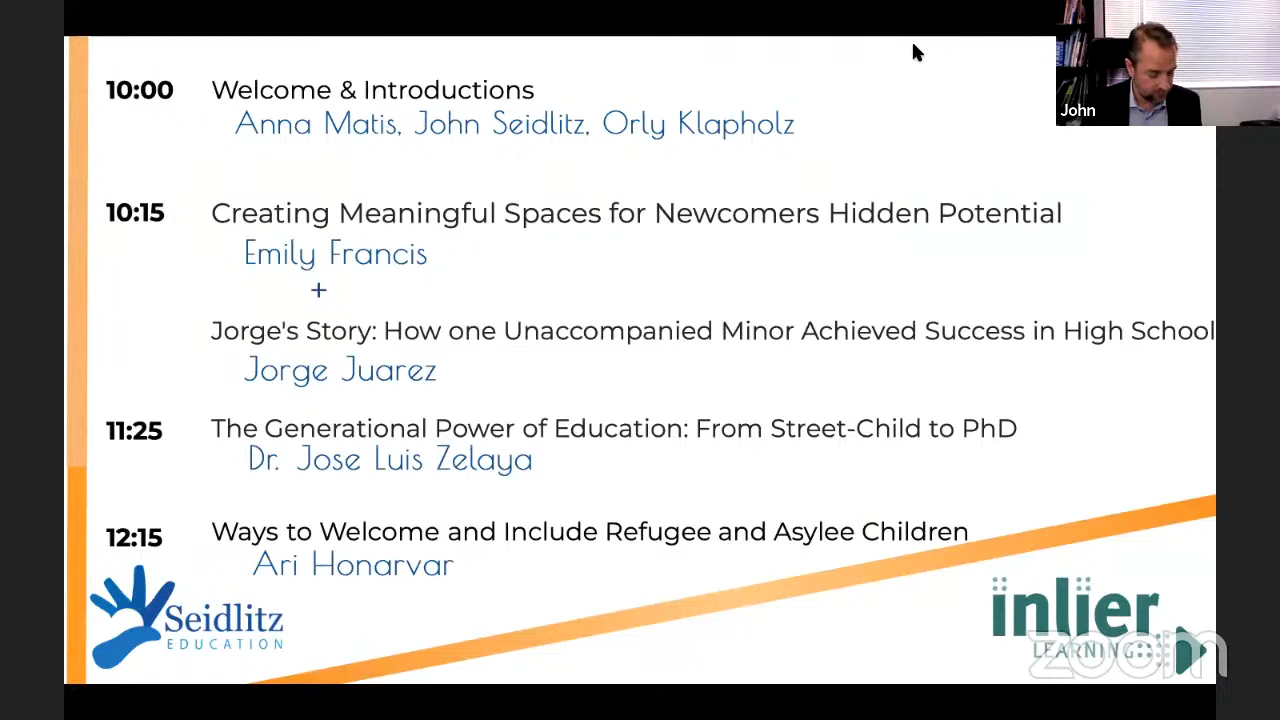 10:00 Welcome & Introductions
Anna Matis, John Seidlitz, Orly Klapholz
John
10:15 Creating Meaningful Spaces for Newcomers Hidden Potential
Emily Francis
+
Jorge's Story: How one Unaccompanied Minor Achieved Success in High School
Jorge Juarez
11:25 The Generational Power of Education: From Street-Child to PhD
Dr. Jose Luis Zelaya
12:15 Ways to Welcome and Include Refugee and Asylee Children
Ari Honarvar
Seidlitz
EDUCATION
inlier
LEARNING
zoom